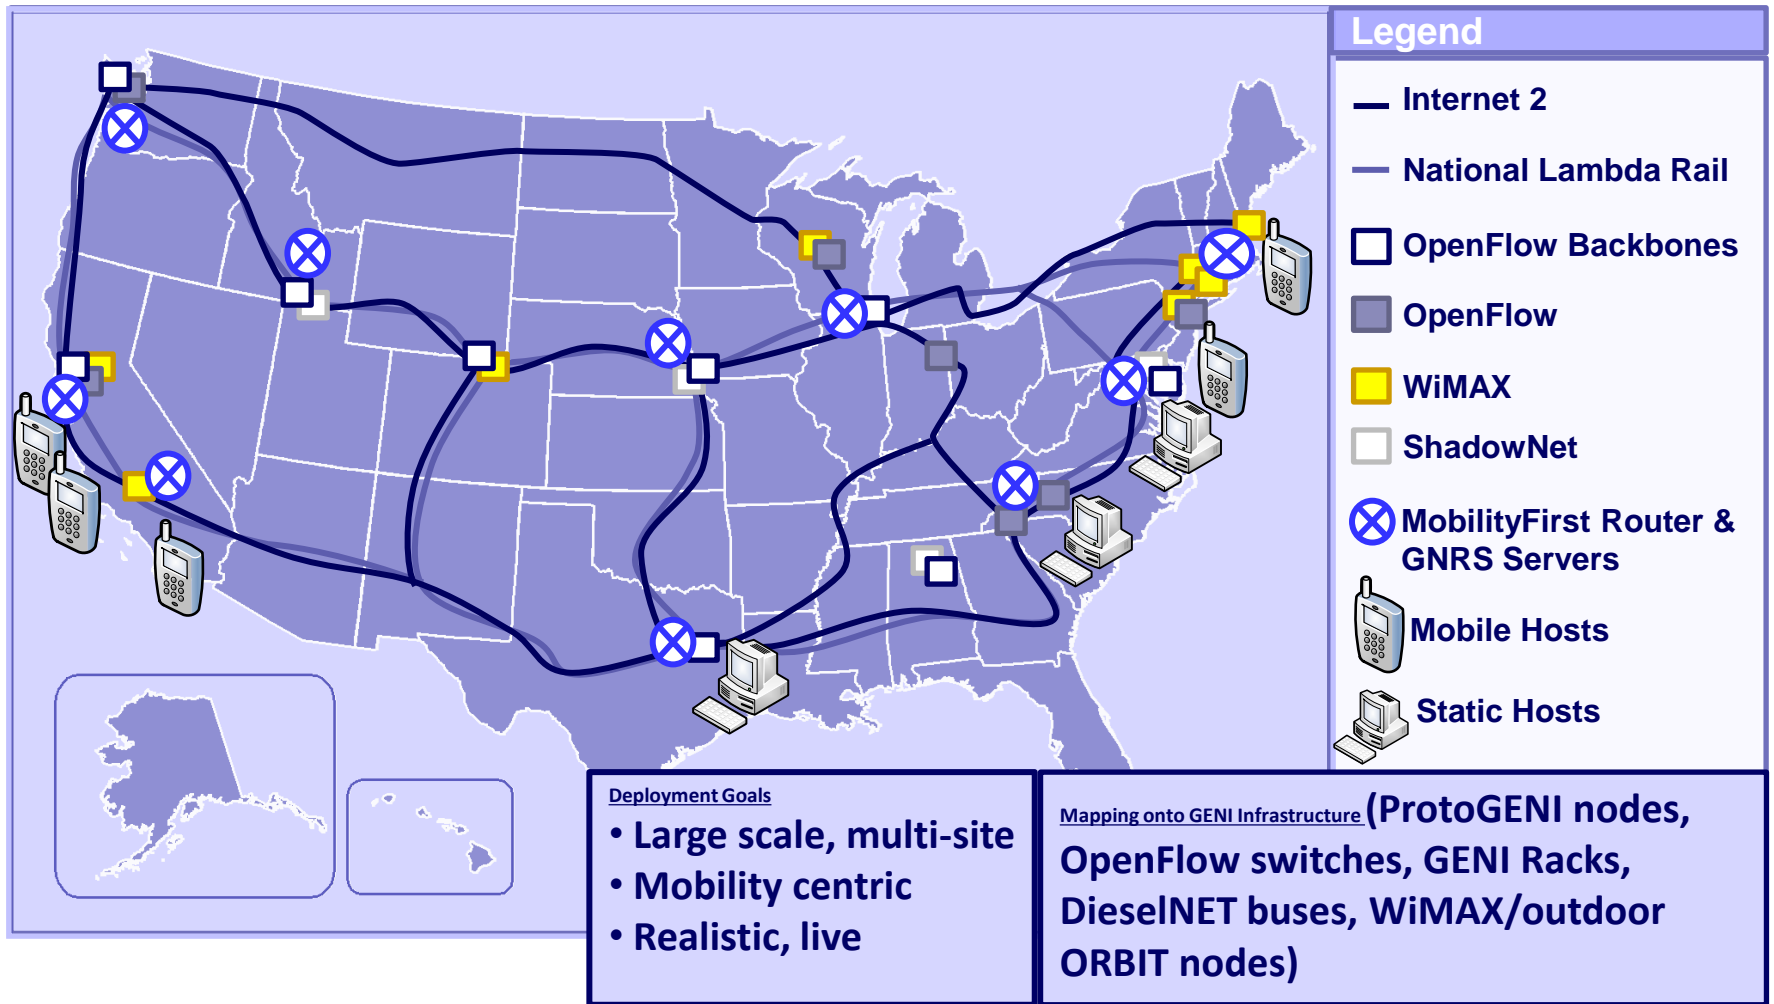 Legend
Internet 2
National Lambda Rail
OpenFlow Backbones
OpenFlow
WiMAX
ShadowNet
MobilityFirst Router &
GNRS Servers
Mobile Hosts
Static Hosts
Deployment Goals
• Large scale, multi-site
• Mobility centric
• Realistic, live
Mapping onto GENI Infrastructure (ProtoGENI nodes,
OpenFlow switches, GENI Racks,
DieselNET buses, WiMAX/outdoor
ORBIT nodes)